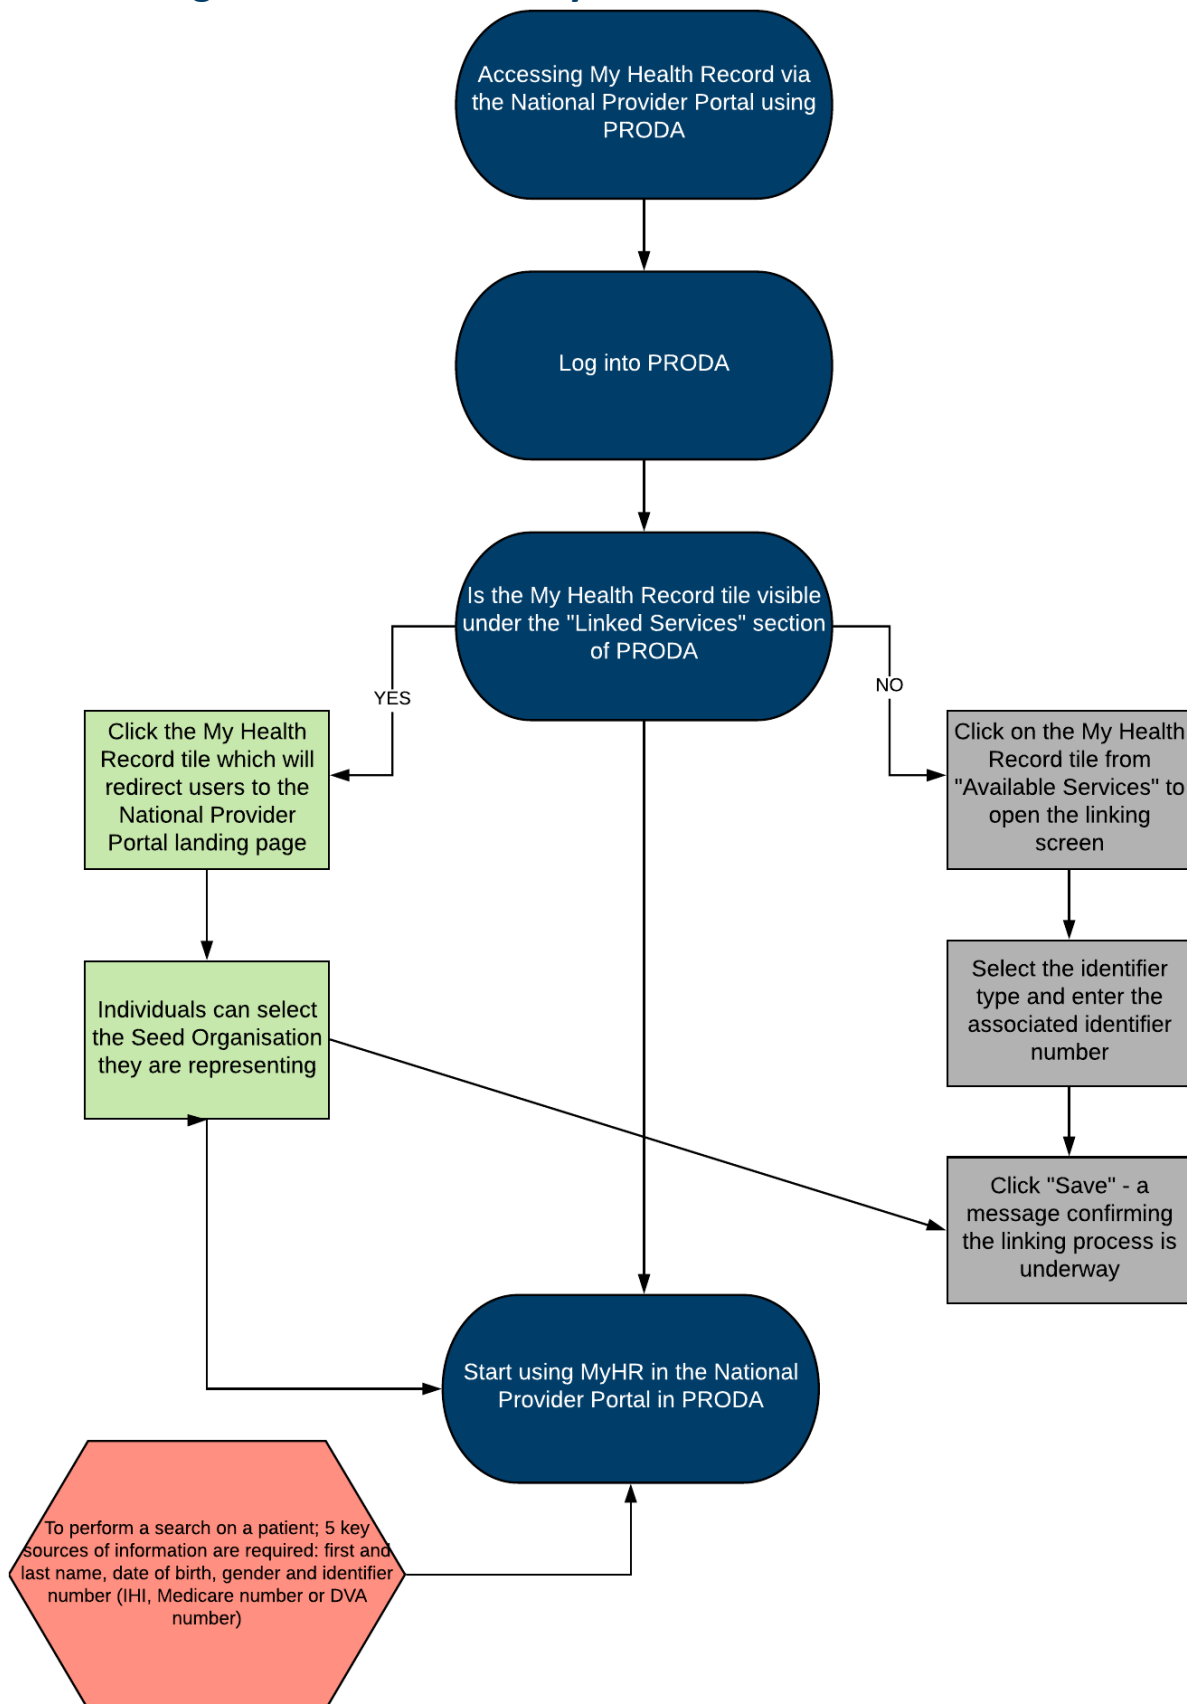 Accessing My Health Record via
the National Provider Portal using
PRODA
Log into PRODA
Is the My Health Record tile visible
under the "Linked Services" section
of PRODA
YES
NO
Click the My Health
Record tile which will
redirect users to the
National Provider
Portal landing page
Click on the My Health
Record tile from
"Available Services" to
open the linking
screen
Individuals can select
the Seed Organisation
they are representing
Select the identifier
type and enter the
associated identifier
number
Click "Save" - a
message confirming
the linking process is
underway
Start using MyHR in the National
Provider Portal in PRODA
To perform a search on a patient; 5 key
sources of information are required: first and
last name, date of birth, gender and identifier
number (IHI, Medicare number or DVA
number)